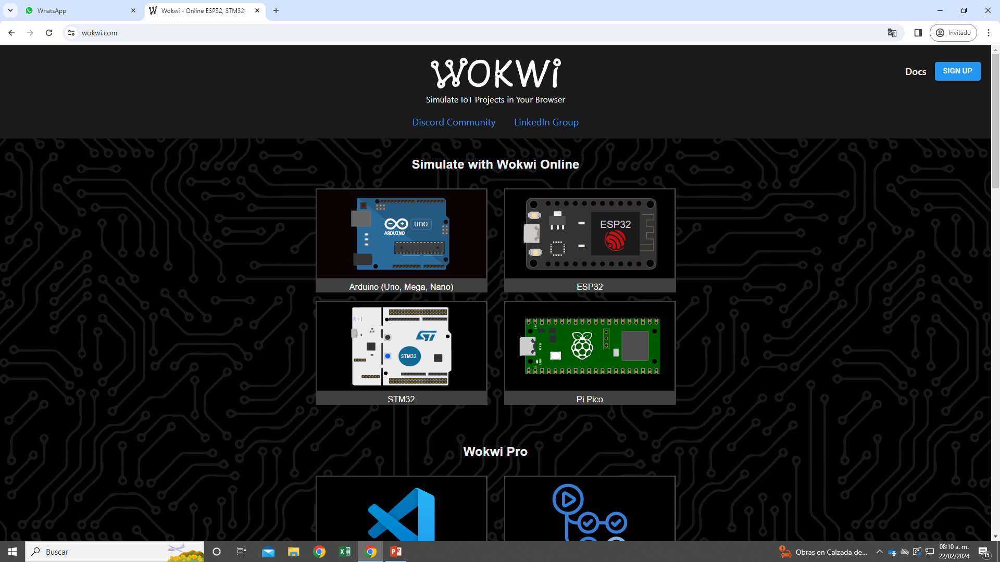 WhatsApp
Wokwi - Online ESP32, STM32,
wokwi.com
Invitado
WOKWi
Simulate IoT Projects in Your Browser
Docs
SIGN UP
Discord Community
LinkedIn Group
Simulate with Wokwi Online
UNO
ARDUINO
ESP32
Arduino (Uno, Mega, Nano)
ESP32
STM32
USB
LED
STM32
Pi Pico
Wokwi Pro
Buscar
Obras en Calzada de...
08:10 a. m.
22/02/2024
15